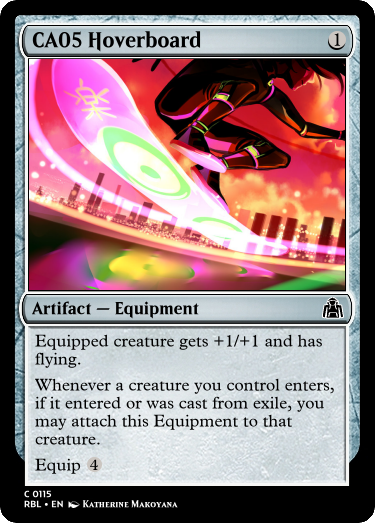 CA05 Hoverboard 1
Artifact — Equipment
Equipped creature gets +1/+1 and has
flying.
Whenever a creature you control enters,
if it entered or was cast from exile, you
may attach this Equipment to that
creature.
Equip 4
C 0115
RBL • EN Katherine Makoyana